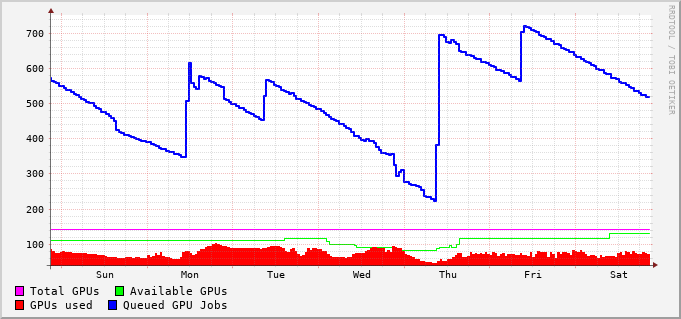 700
600
500
400
300
200
100
Sun Mon Tue Wed Thu Fri Sat
Total GPUs Available GPUs
GPUs used Queued GPU Jobs
RRDTOOL / TOBI OETIKER